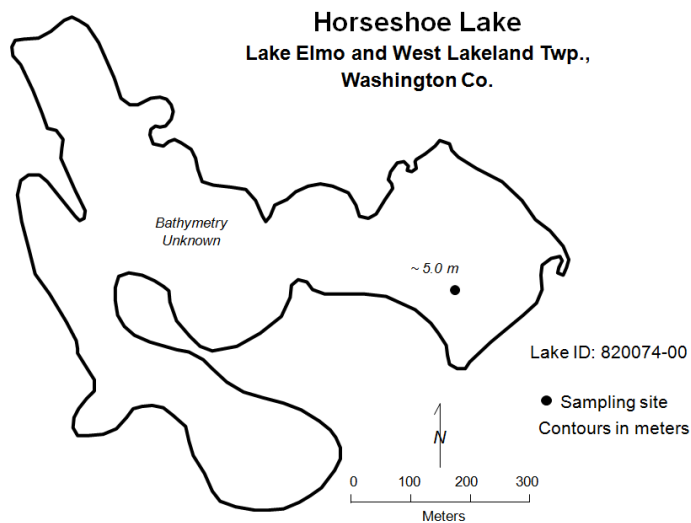 Horseshoe Lake
Lake Elmo and West Lakeland Twp.,
Washington Co.
Bathymetry
Unknown
~ 5.0 m
Lake ID: 820074-00
Sampling site
Contours in meters
N
0 100 200 300
Meters